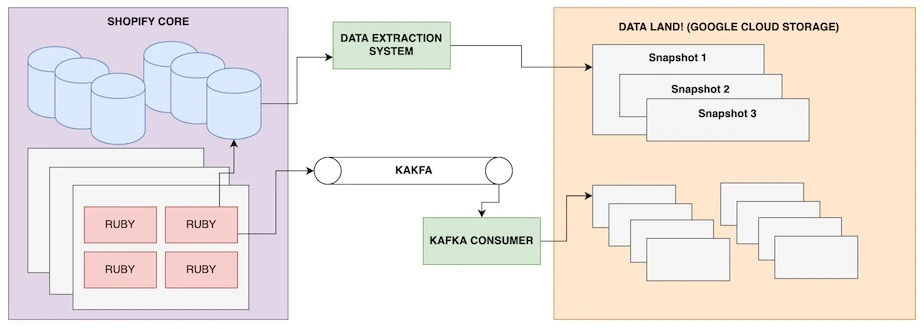 SHOPIFY CORE
DATA EXTRACTION
SYSTEM
DATA LAND! (GOOGLE CLOUD STORAGE)
Snapshot 1
Snapshot 2
Snapshot 3
KAKFA
RUBY
RUBY
KAFKA CONSUMER
RUBY
RUBY